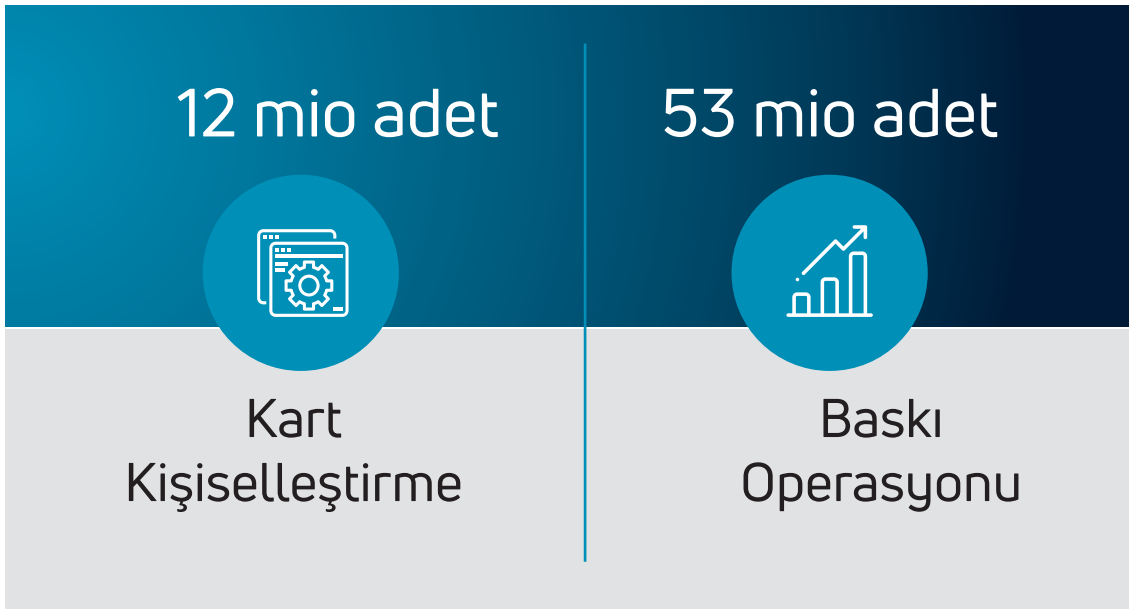 12 mio adet
Kart
Kişiselleştirme
53 mio adet
Baskı
Operasyonu